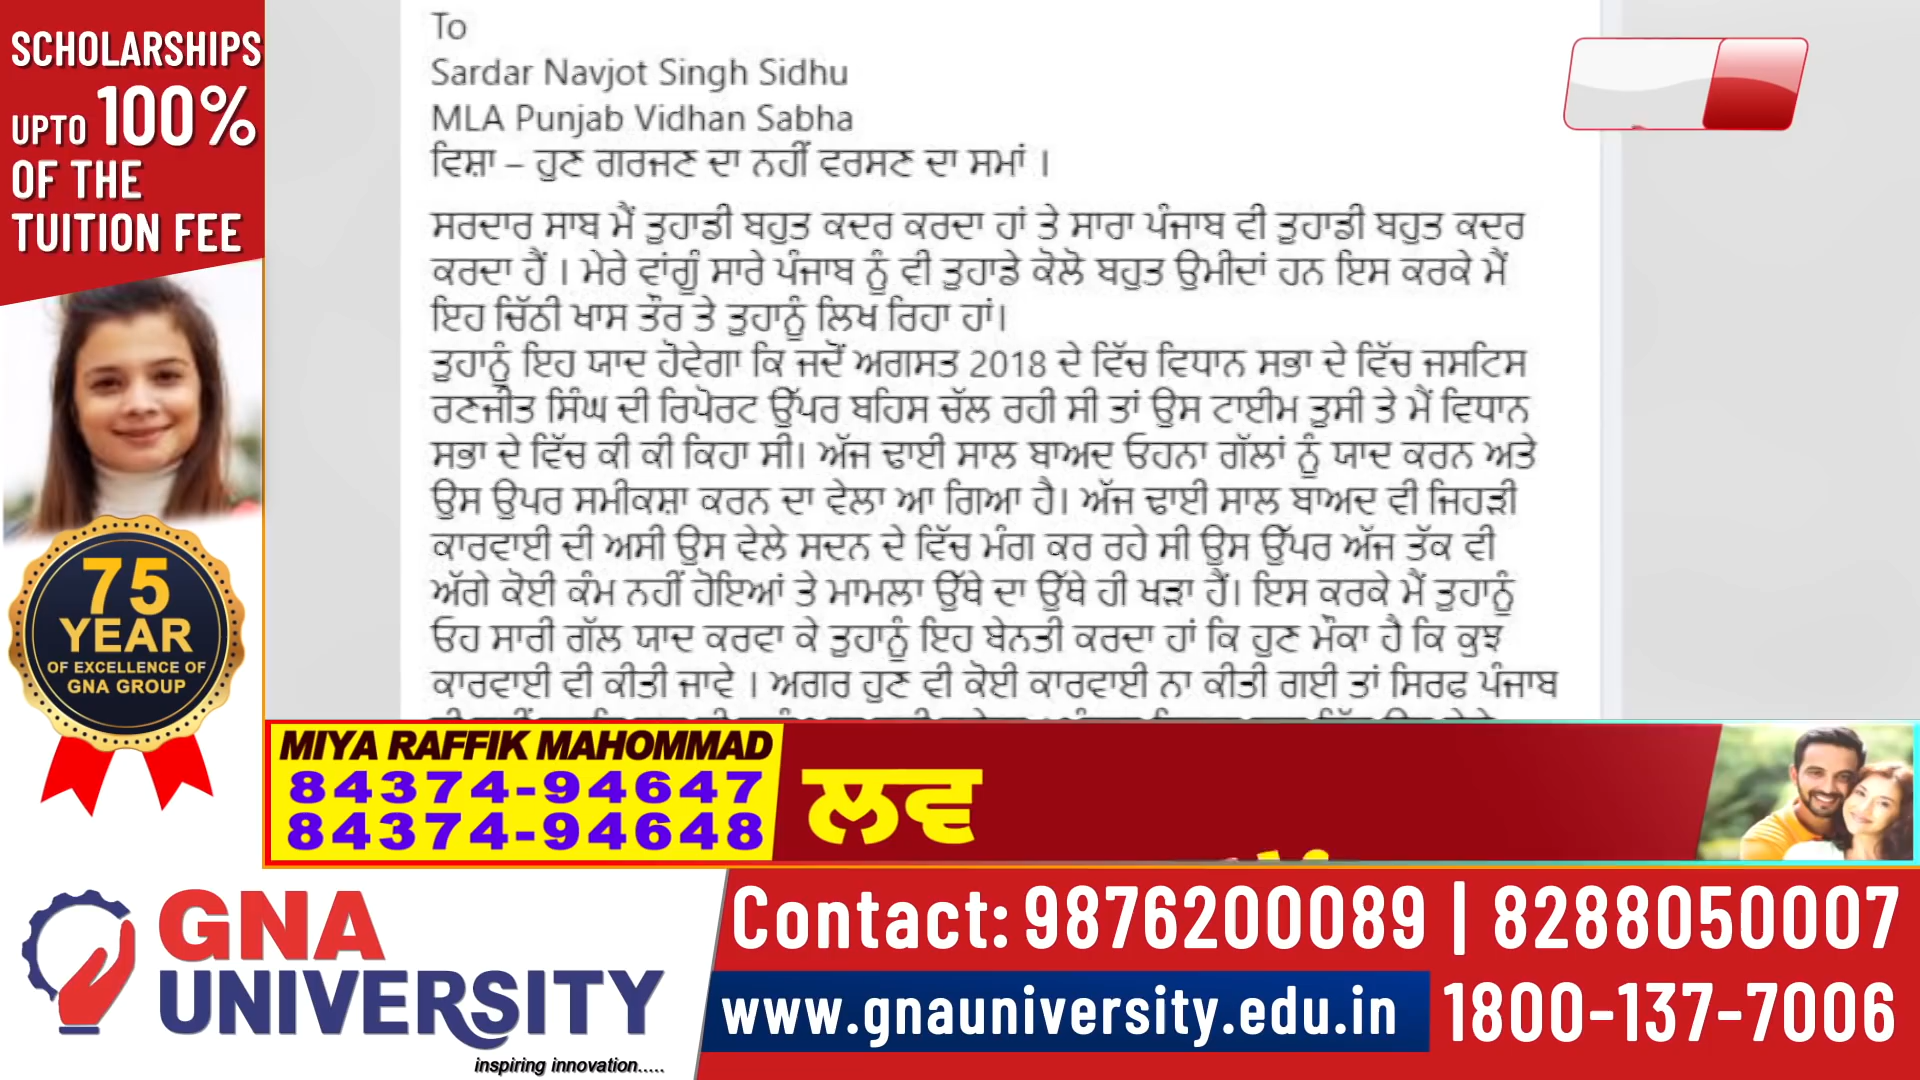 SCHOLARSHIPS
UPTO 100%
OF THE
TUITION FEE
To
Sardar Navjot Singh Sidhu
MLA Punjab Vidhan Sabha
ਵਿਸ਼ਾ – ਹੁਣ ਗਰਜਣ ਦਾ ਨਹੀਂ ਵਰਸਣ ਦਾ ਸਮਾਂ ।
ਸਰਦਾਰ ਸਾਬ ਮੈਂ ਤੁਹਾਡੀ ਬਹੁਤ ਕਦਰ ਕਰਦਾ ਹਾਂ ਤੇ ਸਾਰਾ ਪੰਜਾਬ ਵੀ ਤੁਹਾਡੀ ਬਹੁਤ ਕਦਰ
ਕਰਦਾ ਹੈਂ । ਮੇਰੇ ਵਾਂਗੂੰ ਸਾਰੇ ਪੰਜਾਬ ਨੂੰ ਵੀ ਤੁਹਾਡੇ ਕੋਲੋ ਬਹੁਤ ਉਮੀਦਾਂ ਹਨ ਇਸ ਕਰਕੇ ਮੈਂ
ਇਹ ਚਿੱਠੀ ਖਾਸ ਤੌਰ ਤੇ ਤੁਹਾਨੂੰ ਲਿਖ ਰਿਹਾ ਹਾਂ।
ਤੁਹਾਨੂੰ ਇਹ ਯਾਦ ਹੋਵੇਗਾ ਕਿ ਜਦੋਂ ਅਗਸਤ 2018 ਦੇ ਵਿੱਚ ਵਿਧਾਨ ਸਭਾ ਦੇ ਵਿੱਚ ਜਸਟਿਸ
ਰਣਜੀਤ ਸਿੰਘ ਦੀ ਰਿਪੋਰਟ ਉੱਪਰ ਬਹਿਸ ਚੱਲ ਰਹੀ ਸੀ ਤਾਂ ਉਸ ਟਾਈਮ ਤੁਸੀ ਤੇ ਮੈਂ ਵਿਧਾਨ
ਸਭਾ ਦੇ ਵਿੱਚ ਕੀ ਕੀ ਕਿਹਾ ਸੀ। ਅੱਜ ਢਾਈ ਸਾਲ ਬਾਅਦ ਓਹਨਾ ਗੱਲਾਂ ਨੂੰ ਯਾਦ ਕਰਨ ਅਤੇ
ਉਸ ਉਪਰ ਸਮੀਕਸ਼ਾ ਕਰਨ ਦਾ ਵੇਲਾ ਆ ਗਿਆ ਹੈ। ਅੱਜ ਢਾਈ ਸਾਲ ਬਾਅਦ ਵੀ ਜਿਹੜੀ
ਕਾਰਵਾਈ ਦੀ ਅਸੀ ਉਸ ਵੇਲੇ ਸਦਨ ਦੇ ਵਿੱਚ ਮੰਗ ਕਰ ਰਹੇ ਸੀ ਉਸ ਉੱਪਰ ਅੱਜ ਤੱਕ ਵੀ
ਅੱਗੇ ਕੋਈ ਕੰਮ ਨਹੀਂ ਹੋਇਆਂ ਤੇ ਮਾਮਲਾ ਉੱਥੇ ਦਾ ਉੱਥੇ ਹੀ ਖੜਾ ਹੈਂ। ਇਸ ਕਰਕੇ ਮੈਂ ਤੁਹਾਨੂੰ
ਓਹ ਸਾਰੀ ਗੱਲ ਯਾਦ ਕਰਵਾ ਕੇ ਤੁਹਾਨੂੰ ਇਹ ਬੇਨਤੀ ਕਰਦਾ ਹਾਂ ਕਿ ਹੁਣ ਮੌਕਾ ਹੈ ਕਿ ਕੁਝ
ਕਾਰਵਾਈ ਵੀ ਕੀਤੀ ਜਾਵੇ । ਅਗਰ ਹੁਣ ਵੀ ਕੋਈ ਕਾਰਵਾਈ ਨਾ ਕੀਤੀ ਗਈ ਤਾਂ ਸਿਰਫ ਪੰਜਾਬ
75
YEAR
OF EXCELLENCE OF
GNA GROUP
MIYA RAFFIK MAHOMMAD
84374-94647
84374-94648
ਲਵ
GNA
UNIVERSITY
inspiring innovation.....
Contact: 9876200089 | 8288050007
www.gnauniversity.edu.in 1800-137-7006